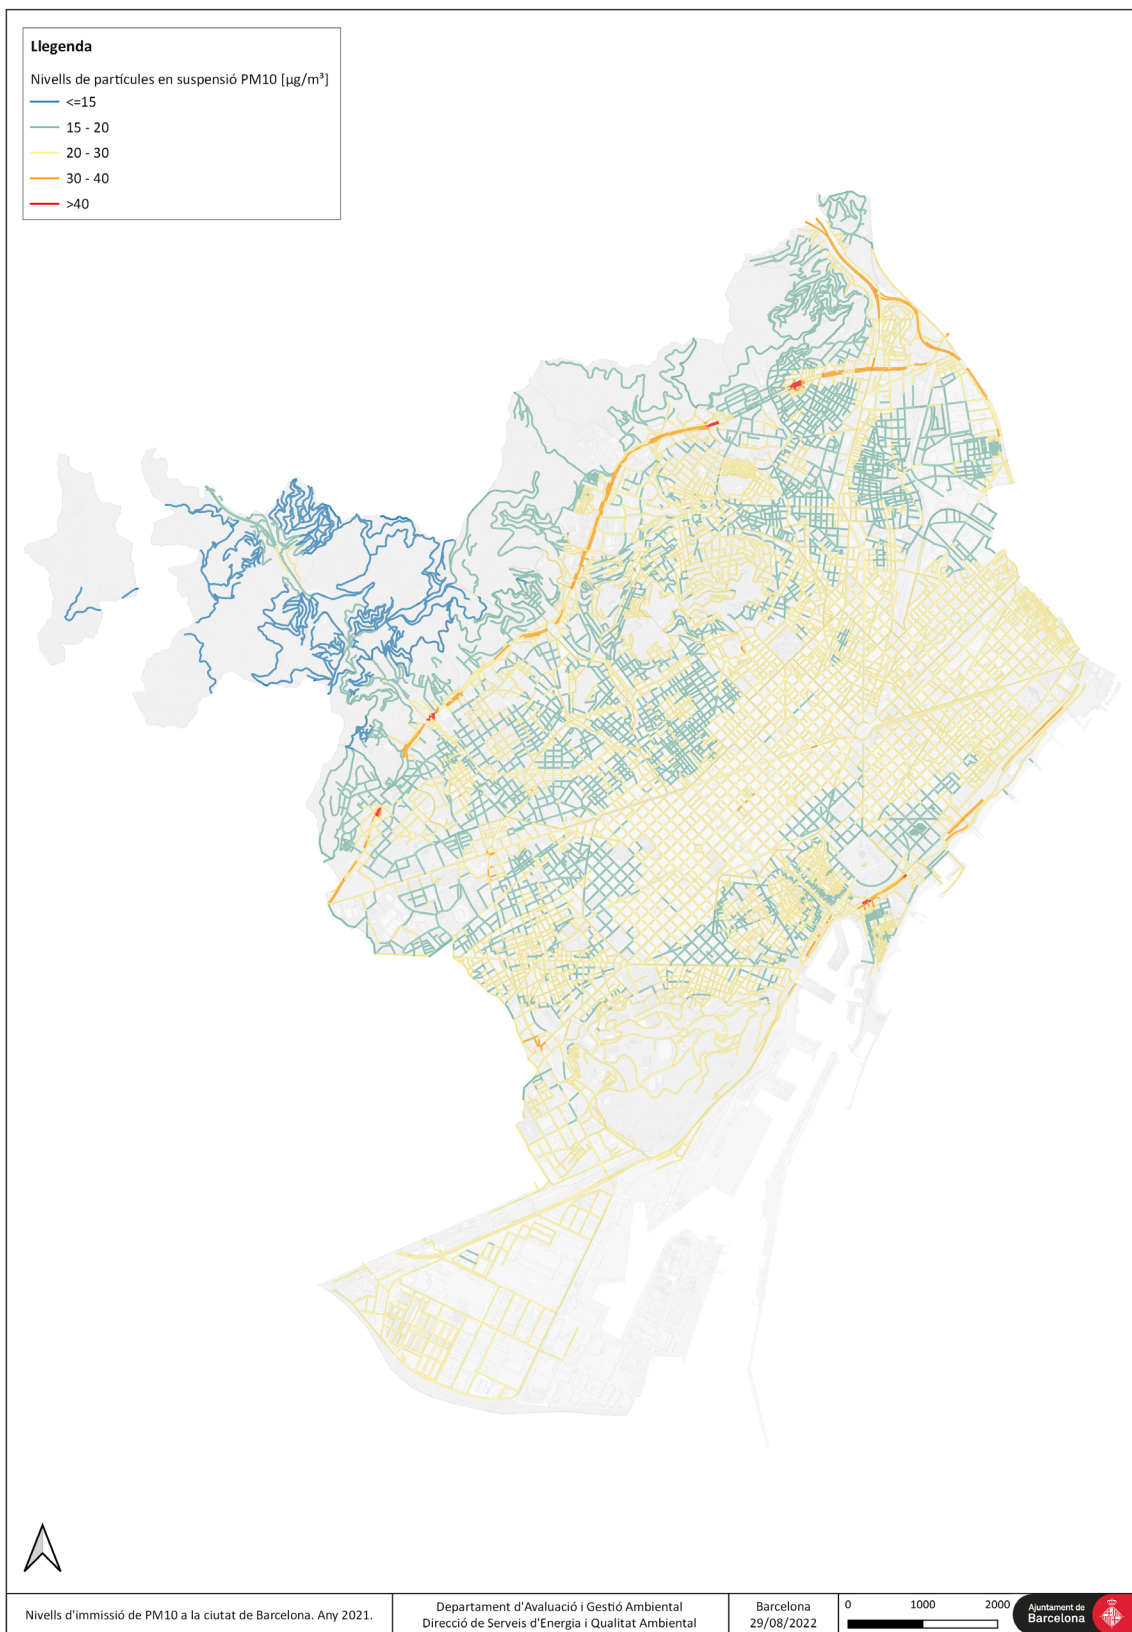 Llegenda
Nivells de partícules en suspensió PM10 [µg/m³]
<=15
15 - 20
20 - 30
30 - 40
>40
Nivells d'immissió de PM10 a la ciutat de Barcelona. Any 2021.
Departament d'Avaluació i Gestió Ambiental
Direcció de Serveis d'Energia i Qualitat Ambiental
Barcelona
29/08/2022
0 1000 2000
Ajuntament de
Barcelona